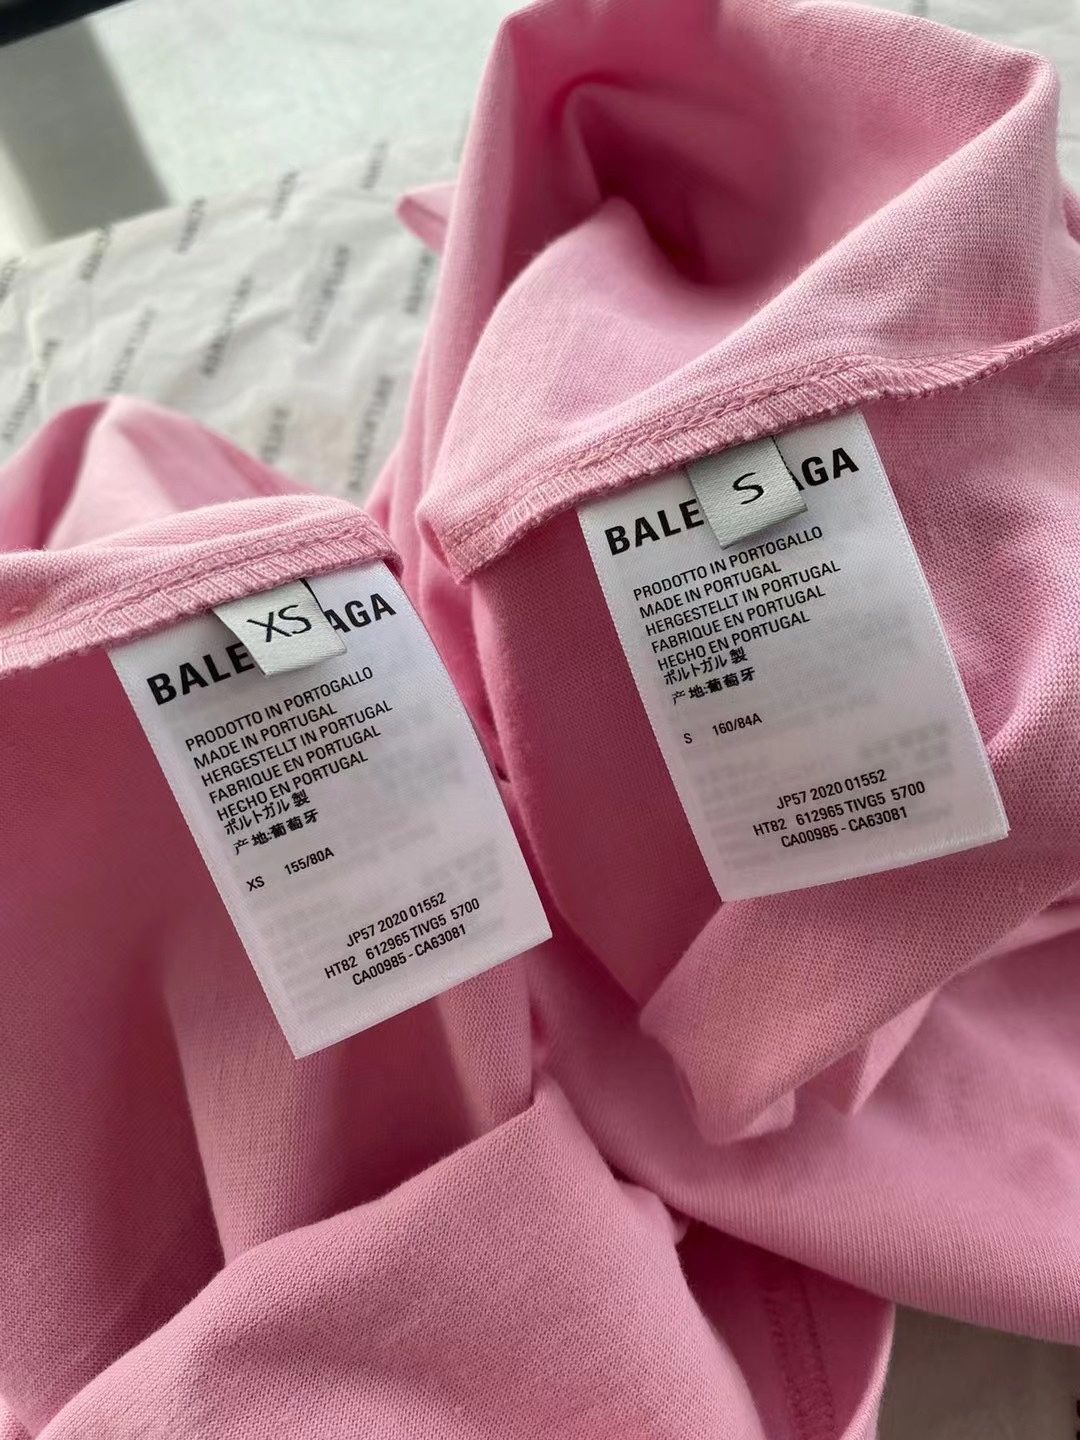 XS
BALE AGA
PRODOTTO IN PORTOGALLO
MADE IN PORTUGAL
HERGESTELLT IN PORTUGAL
FABRIQUE EN PORTUGAL
HECHO EN PORTUGAL
ポルトガル製
产地:葡萄牙
XS 155/80A
JP57 2020 01552
HT82 612965 TIVG5 5700
CA00985 - CA63081
S
BALE AGA
PRODOTTO IN PORTOGALLO
MADE IN PORTUGAL
HERGESTELLT IN PORTUGAL
FABRIQUE EN PORTUGAL
HECHO EN PORTUGAL
ポルトガル製
产地:葡萄牙
S 160/84A
JP57 2020 01552
HT82 612965 TIVG5 5700
CA00985 - CA63081